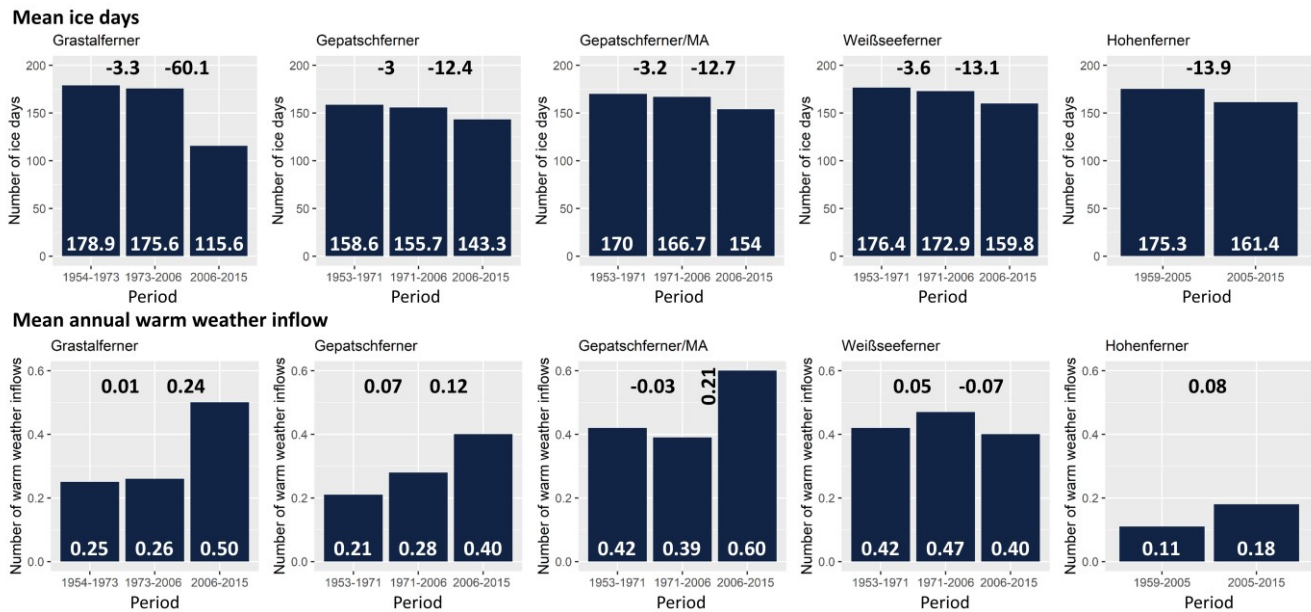 Mean ice days
Grastalferner
Gepatschferner
Gepatschferner/MA
Weißseeferner
Hohenferner
Number of ice days
200
150
100
50
0
-3.3 -60.1
178.9 175.6 115.6
1954-1973 1973-2006 2006-2015
Period
Number of ice days
200
150
100
50
0
-3 -12.4
158.6 155.7 143.3
1953-1971 1971-2006 2006-2015
Period
Number of ice days
200
150
100
50
0
-3.2 -12.7
170 166.7 154
1953-1971 1971-2006 2006-2015
Period
Number of ice days
200
150
100
50
0
-3.6 -13.1
176.4 172.9 159.8
1953-1971 1971-2006 2006-2015
Period
Number of ice days
200
150
100
50
0
-13.9
175.3 161.4
1959-2005 2005-2015
Period
Mean annual warm weather inflow
Grastalferner
Gepatschferner
Gepatschferner/MA
Weißseeferner
Hohenferner
Number of warm weather inflows
0.6
0.4
0.2
0.0
0.01 0.24
0.25 0.26 0.50
1954-1973 1973-2006 2006-2015
Period
Number of warm weather inflows
0.6
0.4
0.2
0.0
0.07 0.12
0.21 0.28 0.40
1953-1971 1971-2006 2006-2015
Period
Number of warm weather inflows
0.6
0.4
0.2
0.0
-0.03 0.21
0.42 0.39 0.60
1953-1971 1971-2006 2006-2015
Period
Number of warm weather inflows
0.6
0.4
0.2
0.0
0.05 -0.07
0.42 0.47 0.40
1953-1971 1971-2006 2006-2015
Period
Number of warm weather inflows
0.6
0.4
0.2
0.0
0.08
0.11 0.18
1959-2005 2005-2015
Period